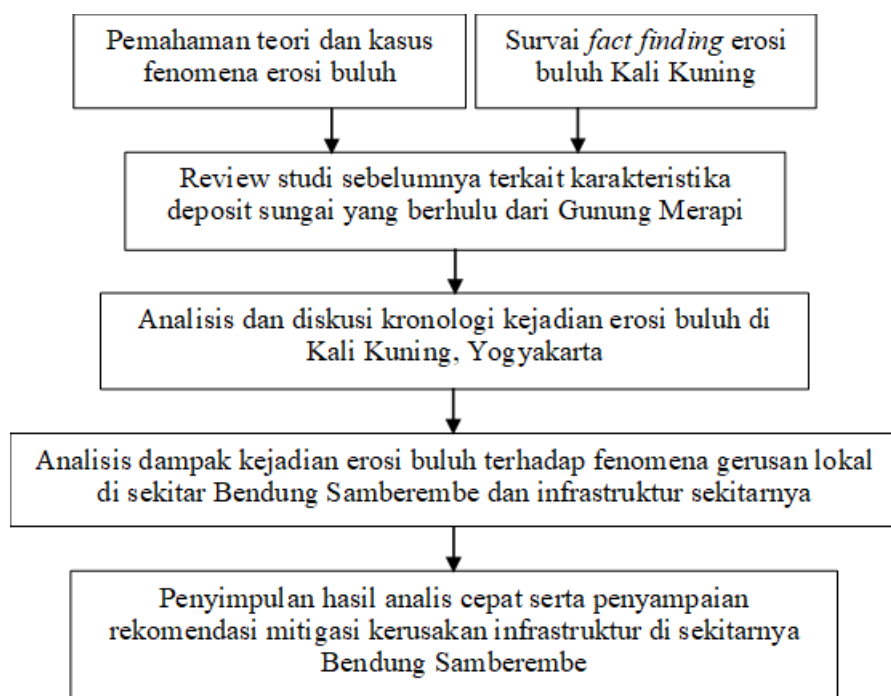 Pemahaman teori dan kasus
fenomena erosi buluh
Survai fact finding erosi
buluh Kali Kuning
Review studi sebelumnya terkait karakteristika
deposit sungai yang berhulu dari Gunung Merapi
Analisis dan diskusi kronologi kejadian erosi buluh di
Kali Kuning, Yogyakarta
Analisis dampak kejadian erosi buluh terhadap fenomena gerusan lokal
di sekitar Bendung Samberembe dan infrastruktur sekitarnya
Penyimpulan hasil analis cepat serta penyampaian
rekomendasi mitigasi kerusakan infrastruktur di sekitarnya
Bendung Samberembe